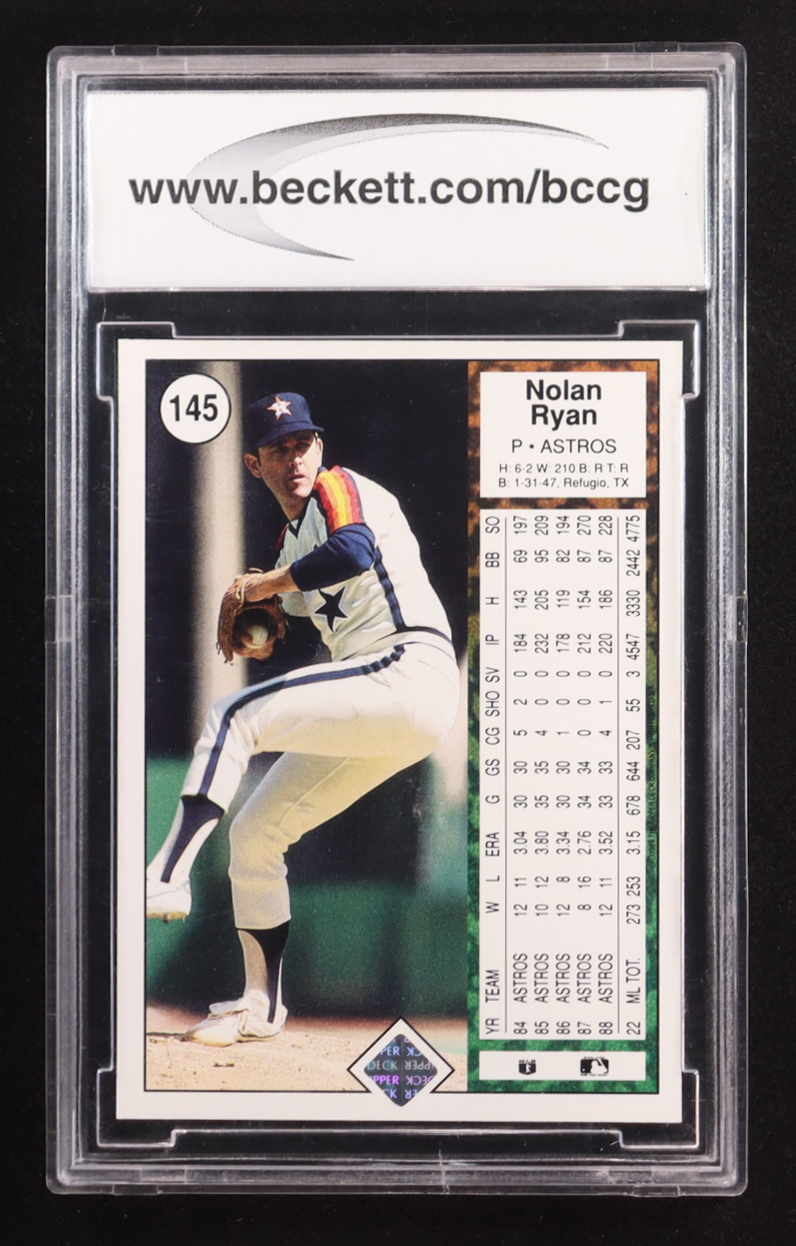 www.beckett.com/bccg
145
Nolan
Ryan
P • ASTROS
H: 6-2 W: 210 B: R T: R
B: 1-31-47, Refugio, TX
YR TEAM W L ERA G GS CG SHO SV IP H BB SO
84 ASTROS 12 11 3.04 30 30 5 2 0 184 143 69 197
85 ASTROS 10 12 3.80 35 35 4 0 0 232 205 95 209
86 ASTROS 12 8 3.34 30 30 1 0 0 178 119 82 194
87 ASTROS 8 16 2.76 34 34 0 0 0 212 154 87 270
88 ASTROS 12 11 3.52 33 33 4 1 0 220 186 87 228
22 ML TOT. 273 253 3.15 678 644 207 55 3 4547 3330 2442 4775
UPPER DECK